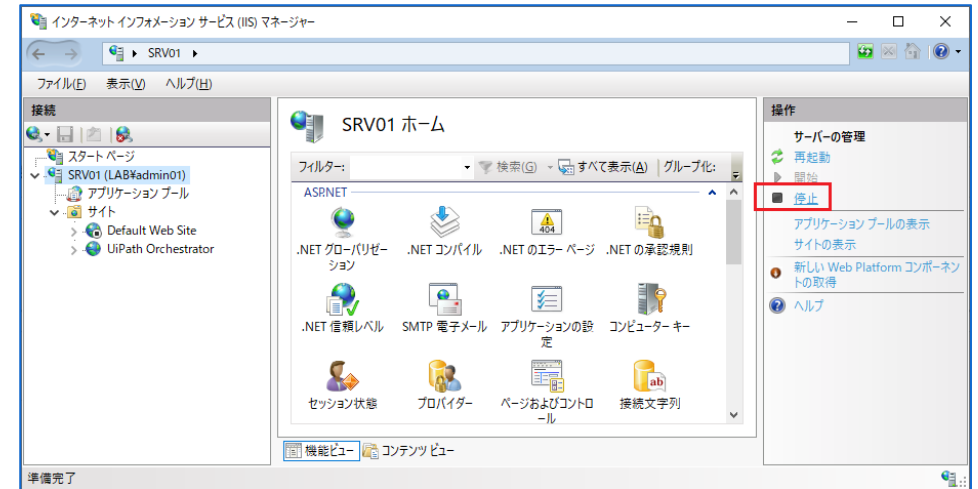 インターネット インフォメーション サービス (IIS) マネージャー
SRV01
ファイル(F) 表示(V) ヘルプ(H)
接続
スタート ページ
SRV01 (LAB¥admin01)
アプリケーション プール
サイト
Default Web Site
UiPath Orchestrator
SRV01 ホーム
フィルター: 検索(G) すべて表示(A) グループ化:
ASP.NET
.NET グローバリゼー
ション
.NET コンパイル
404
.NET のエラー ページ
.NET の承認規則
.NET 信頼レベル
SMTP 電子メール
アプリケーションの設
定
コンピューター キー
セッション状態
プロバイダー
ページおよびコントロ
ール
ab
接続文字列
機能ビュー コンテンツ ビュー
操作
サーバーの管理
再起動
開始
停止
アプリケーション プールの表示
サイトの表示
新しい Web Platform コンポーネン
トの取得
ヘルプ
準備完了